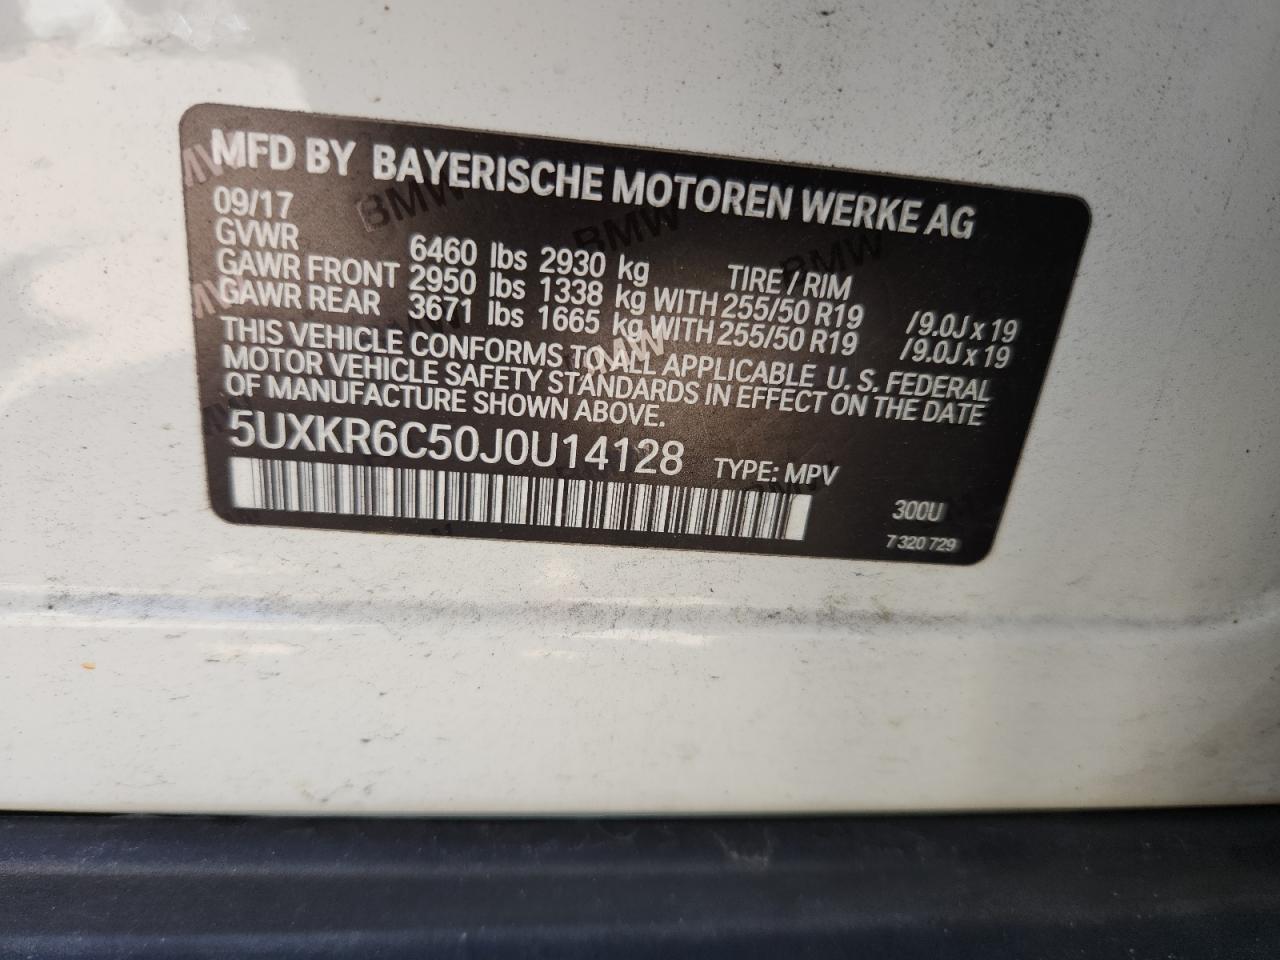 MFD BY BAYERISCHE MOTOREN WERKE AG
09/17
GVWR 6460 lbs 2930 kg TIRE / RIM
GAWR FRONT 2950 lbs 1338 kg WITH 255/50 R19 /9.0J x 19
GAWR REAR 3671 lbs 1665 kg WITH 255/50 R19 /9.0J x 19
THIS VEHICLE CONFORMS TO ALL APPLICABLE U. S. FEDERAL
MOTOR VEHICLE SAFETY STANDARDS IN EFFECT ON THE DATE
OF MANUFACTURE SHOWN ABOVE.
5UXKR6C50J0U14128 TYPE: MPV
300U
7 320 729